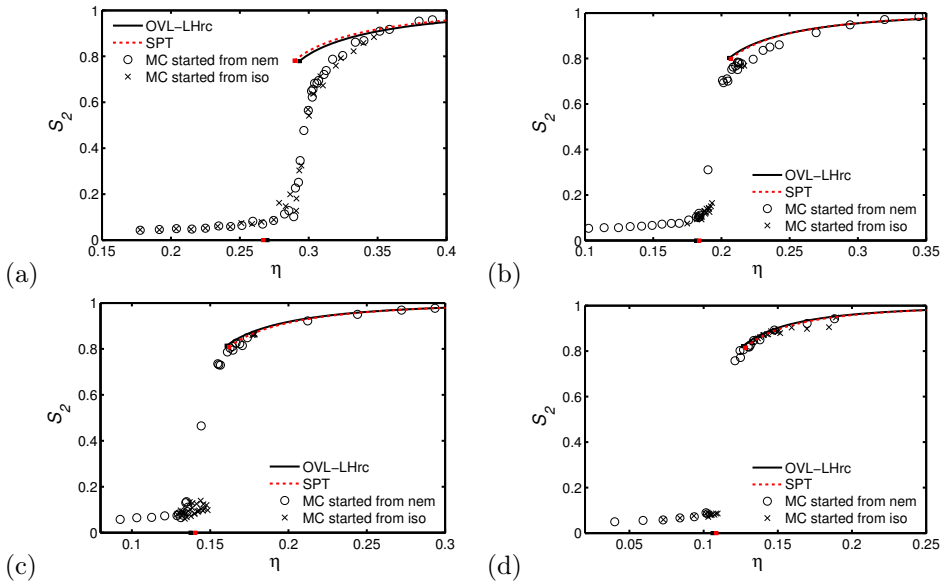 1
0.8
0.6
0.4
0.2
0
S2
0.15 0.2 0.25 0.3 0.35 0.4
η
OVL−LHrc
SPT
MC started from nem
MC started from iso
(a)
1
0.8
0.6
0.4
0.2
0
S2
0.1 0.15 0.2 0.25 0.3 0.35
η
OVL−LHrc
SPT
MC started from nem
MC started from iso
(b)
1
0.8
0.6
0.4
0.2
0
S2
0.1 0.15 0.2 0.25 0.3
η
OVL−LHrc
SPT
MC started from nem
MC started from iso
(c)
1
0.8
0.6
0.4
0.2
0
S2
0.05 0.1 0.15 0.2 0.25
η
OVL−LHrc
SPT
MC started from nem
MC started from iso
(d)